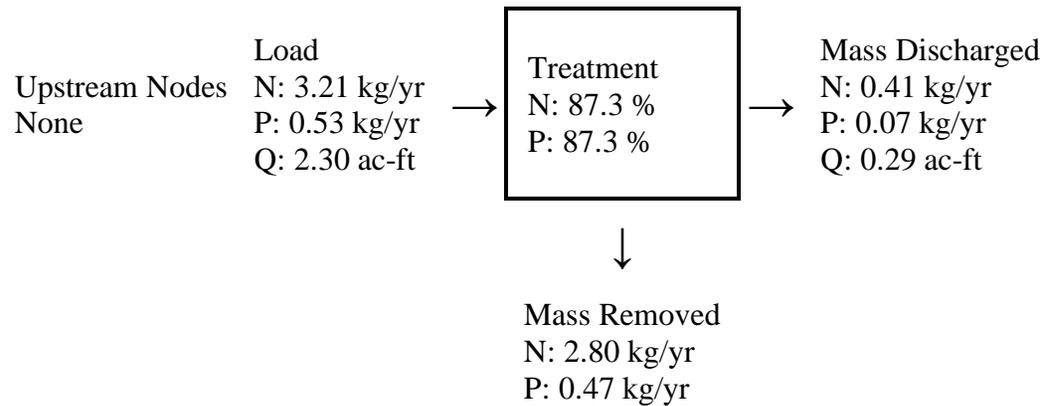 Upstream Nodes
None
Load
N: 3.21 kg/yr
P: 0.53 kg/yr
Q: 2.30 ac-ft
→
Treatment
N: 87.3 %
P: 87.3 %
→
Mass Discharged
N: 0.41 kg/yr
P: 0.07 kg/yr
Q: 0.29 ac-ft
↓
Mass Removed
N: 2.80 kg/yr
P: 0.47 kg/yr